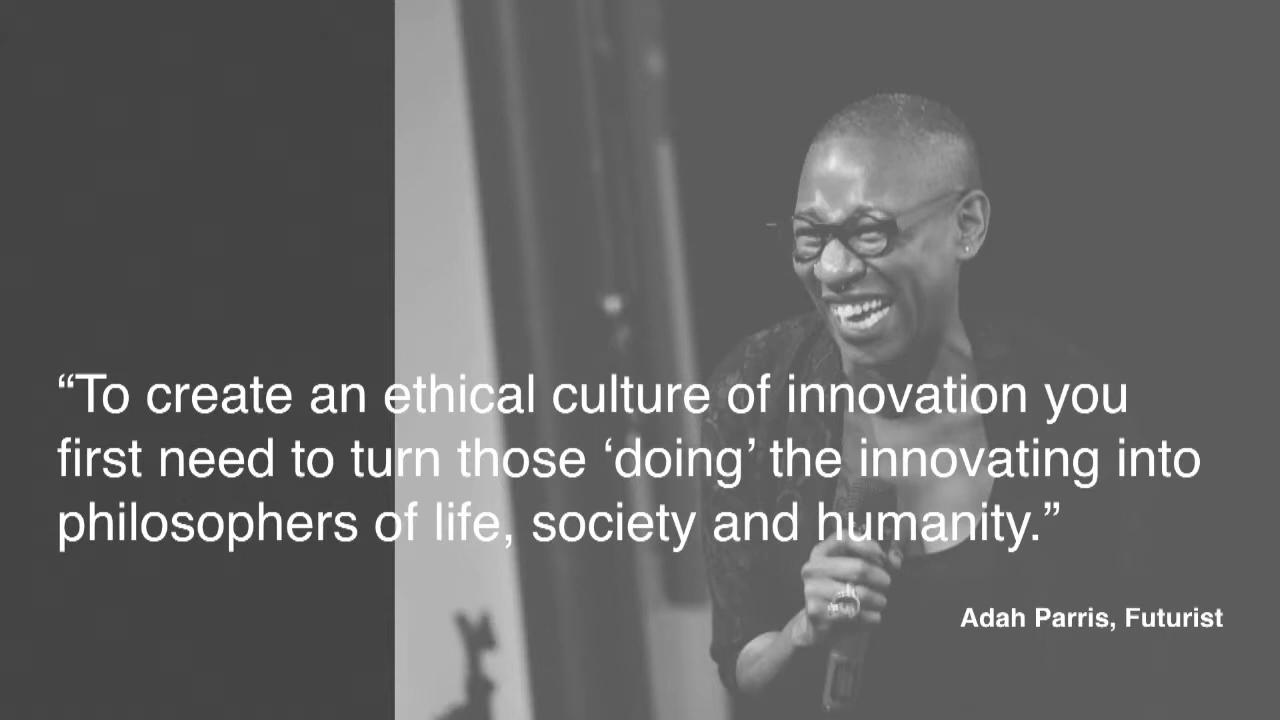 “To create an ethical culture of innovation you
first need to turn those ‘doing’ the innovating into
philosophers of life, society and humanity.”
Adah Parris, Futurist